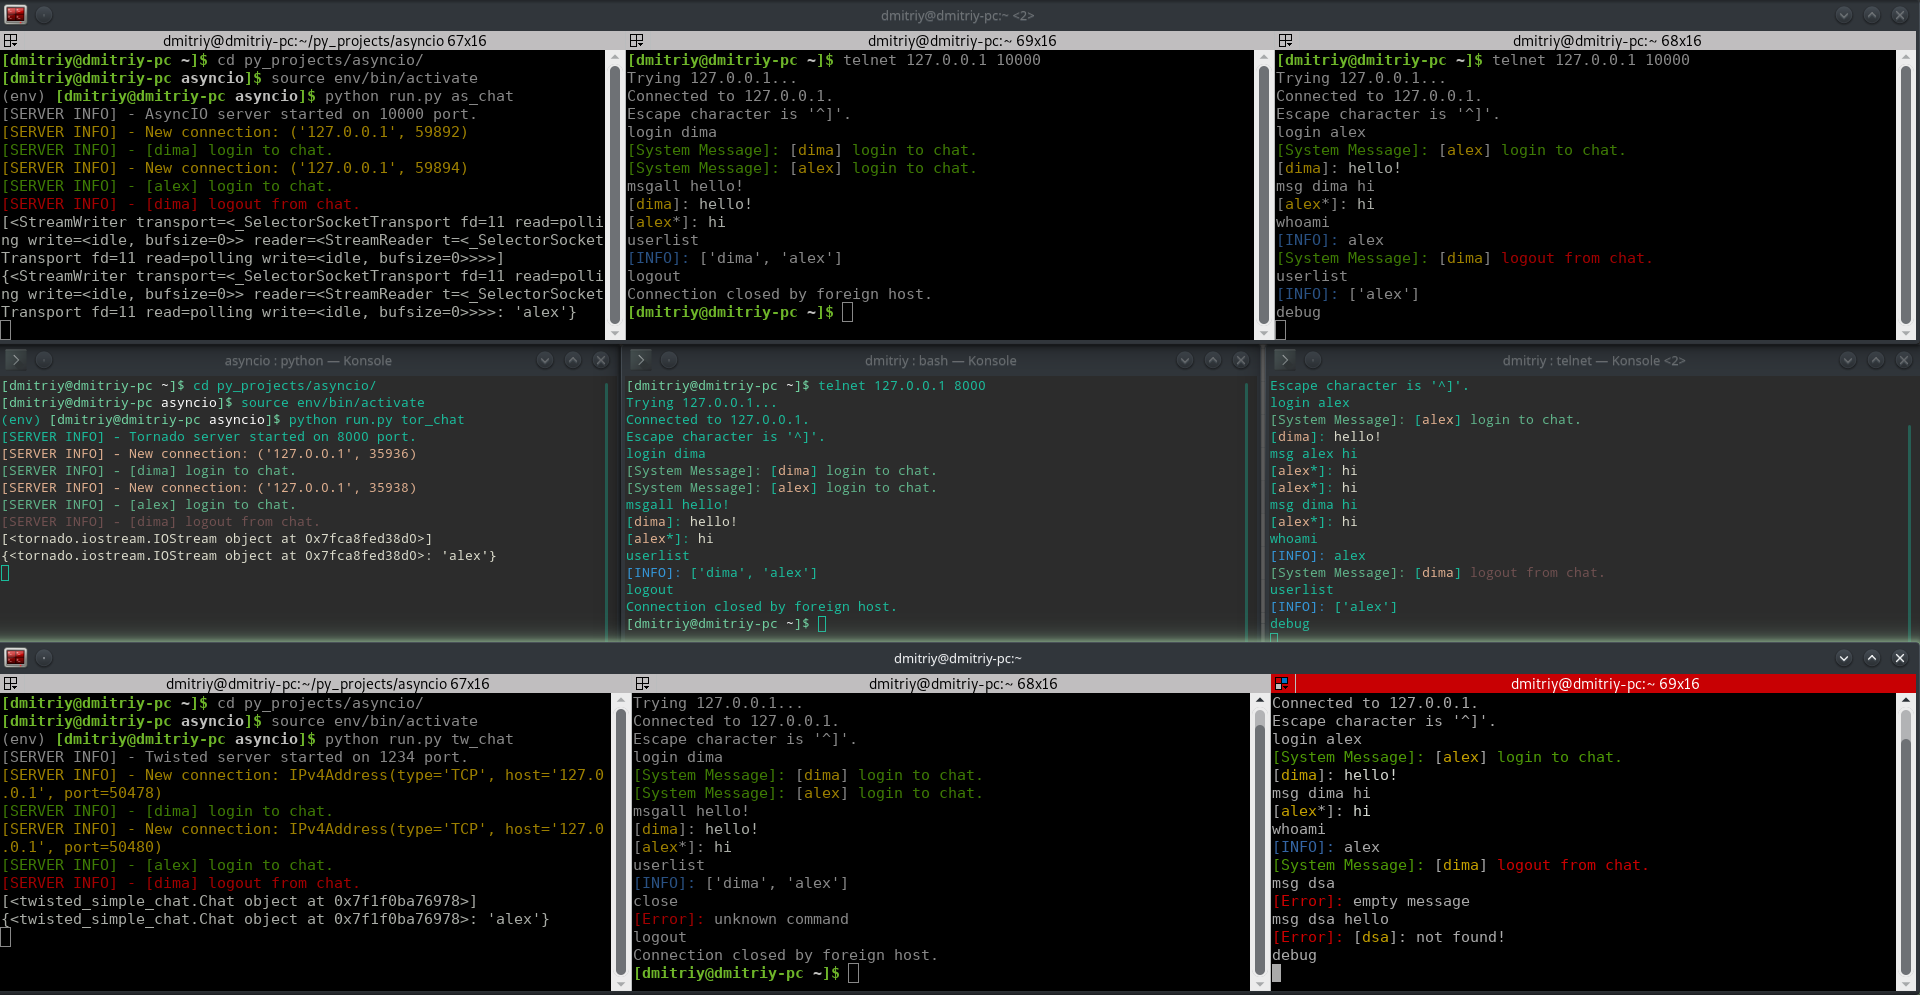 dmitriy@dmitriy-pc:~ <2>
dmitriy@dmitriy-pc:~/py_projects/asyncio 67x16
[dmitriy@dmitriy-pc ~]$ cd py_projects/asyncio/
[dmitriy@dmitriy-pc asyncio]$ source env/bin/activate
(env) [dmitriy@dmitriy-pc asyncio]$ python run.py as_chat
[SERVER INFO] - AsyncIO server started on 10000 port.
[SERVER INFO] - New connection: ('127.0.0.1', 59892)
[SERVER INFO] - [dima] login to chat.
[SERVER INFO] - New connection: ('127.0.0.1', 59894)
[SERVER INFO] - [alex] login to chat.
[SERVER INFO] - [dima] logout from chat.
[<StreamWriter transport=<_SelectorSocketTransport fd=11 read=polli
ng write=<idle, bufsize=0>> reader=<StreamReader t=<_SelectorSocket
Transport fd=11 read=polling write=<idle, bufsize=0>>>>]
{<StreamWriter transport=<_SelectorSocketTransport fd=11 read=polli
ng write=<idle, bufsize=0>> reader=<StreamReader t=<_SelectorSocket
Transport fd=11 read=polling write=<idle, bufsize=0>>>>: 'alex'}
dmitriy@dmitriy-pc:~ 69x16
[dmitriy@dmitriy-pc ~]$ telnet 127.0.0.1 10000
Trying 127.0.0.1...
Connected to 127.0.0.1.
Escape character is '^]'.
login dima
[System Message]: [dima] login to chat.
[System Message]: [alex] login to chat.
msgall hello!
[dima]: hello!
[alex*]: hi
userlist
[INFO]: ['dima', 'alex']
logout
Connection closed by foreign host.
[dmitriy@dmitriy-pc ~]$
dmitriy@dmitriy-pc:~ 68x16
[dmitriy@dmitriy-pc ~]$ telnet 127.0.0.1 10000
Trying 127.0.0.1...
Connected to 127.0.0.1.
Escape character is '^]'.
login alex
[System Message]: [alex] login to chat.
[dima]: hello!
msg dima hi
[alex*]: hi
whoami
[INFO]: alex
[System Message]: [dima] logout from chat.
userlist
[INFO]: ['alex']
debug
asyncio : python — Konsole
[dmitriy@dmitriy-pc ~]$ cd py_projects/asyncio/
[dmitriy@dmitriy-pc asyncio]$ source env/bin/activate
(env) [dmitriy@dmitriy-pc asyncio]$ python run.py tor_chat
[SERVER INFO] - Tornado server started on 8000 port.
[SERVER INFO] - New connection: ('127.0.0.1', 35936)
[SERVER INFO] - [dima] login to chat.
[SERVER INFO] - New connection: ('127.0.0.1', 35938)
[SERVER INFO] - [alex] login to chat.
[SERVER INFO] - [dima] logout from chat.
[<tornado.iostream.IOStream object at 0x7fca8fed38d0>]
{<tornado.iostream.IOStream object at 0x7fca8fed38d0>: 'alex'}
dmitriy : bash — Konsole
[dmitriy@dmitriy-pc ~]$ telnet 127.0.0.1 8000
Trying 127.0.0.1...
Connected to 127.0.0.1.
Escape character is '^]'.
login dima
[System Message]: [dima] login to chat.
[System Message]: [alex] login to chat.
msgall hello!
[dima]: hello!
[alex*]: hi
userlist
[INFO]: ['dima', 'alex']
logout
Connection closed by foreign host.
[dmitriy@dmitriy-pc ~]$
dmitriy : telnet — Konsole <2>
Escape character is '^]'.
login alex
[System Message]: [alex] login to chat.
[dima]: hello!
msg alex hi
[alex*]: hi
[alex*]: hi
msg dima hi
[alex*]: hi
whoami
[INFO]: alex
[System Message]: [dima] logout from chat.
userlist
[INFO]: ['alex']
debug
dmitriy@dmitriy-pc:~
dmitriy@dmitriy-pc:~/py_projects/asyncio 67x16
[dmitriy@dmitriy-pc ~]$ cd py_projects/asyncio/
[dmitriy@dmitriy-pc asyncio]$ source env/bin/activate
(env) [dmitriy@dmitriy-pc asyncio]$ python run.py tw_chat
[SERVER INFO] - Twisted server started on 1234 port.
[SERVER INFO] - New connection: IPv4Address(type='TCP', host='127.0
.0.1', port=50478)
[SERVER INFO] - [dima] login to chat.
[SERVER INFO] - New connection: IPv4Address(type='TCP', host='127.0
.0.1', port=50480)
[SERVER INFO] - [alex] login to chat.
[SERVER INFO] - [dima] logout from chat.
[<twisted_simple_chat.Chat object at 0x7f1f0ba76978>]
{<twisted_simple_chat.Chat object at 0x7f1f0ba76978>: 'alex'}
dmitriy@dmitriy-pc:~ 68x16
Trying 127.0.0.1...
Connected to 127.0.0.1.
Escape character is '^]'.
login dima
[System Message]: [dima] login to chat.
[System Message]: [alex] login to chat.
msgall hello!
[dima]: hello!
[alex*]: hi
userlist
[INFO]: ['dima', 'alex']
close
[Error]: unknown command
logout
Connection closed by foreign host.
[dmitriy@dmitriy-pc ~]$
dmitriy@dmitriy-pc:~ 69x16
Connected to 127.0.0.1.
Escape character is '^]'.
login alex
[System Message]: [alex] login to chat.
[dima]: hello!
msg dima hi
[alex*]: hi
whoami
[INFO]: alex
[System Message]: [dima] logout from chat.
msg dsa
[Error]: empty message
msg dsa hello
[Error]: [dsa]: not found!
debug